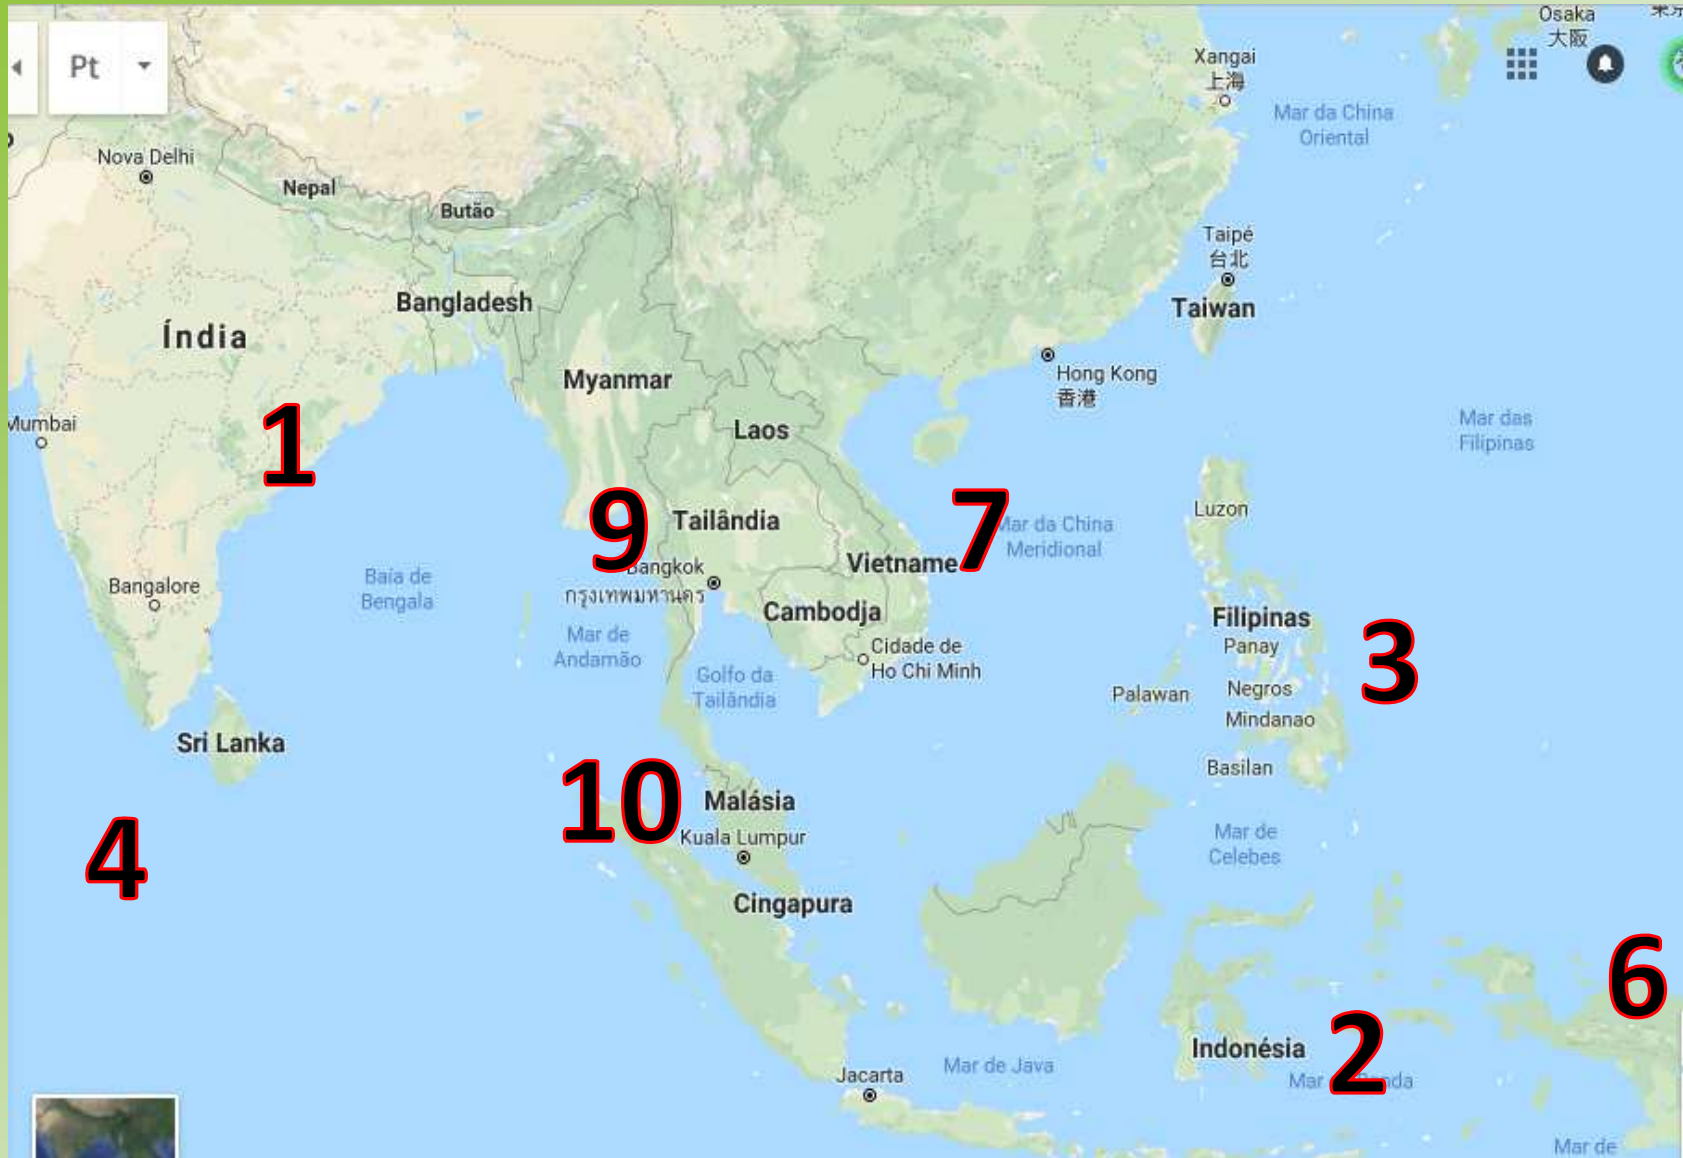 Osaka
大阪
Pt
Xangai
上海
Mar da China
Oriental
Nova Delhi
Nepal
Butão
Taipé
台北
Bangladesh
Taiwan
Índia
Hong Kong
香港
Myanmar
Mumbai
1
Laos
Mar das
Filipinas
9
Tailândia
7
Mar da China
Meridional
Luzon
Vietname
Bangkok
กรุงเทพมหานคร
Bangalore
Baía de
Bengala
Cambodja
Filipinas
Mar de
Andamão
Cidade de
Ho Chi Minh
Panay
3
Golfo da
Tailândia
Palawan
Negros
Mindanao
Sri Lanka
Basilan
10
Malásia
Kuala Lumpur
Mar de
Celebes
4
Cingapura
6
Indonésia
2
Mar
Jacarta
Mar de Java
Mar de